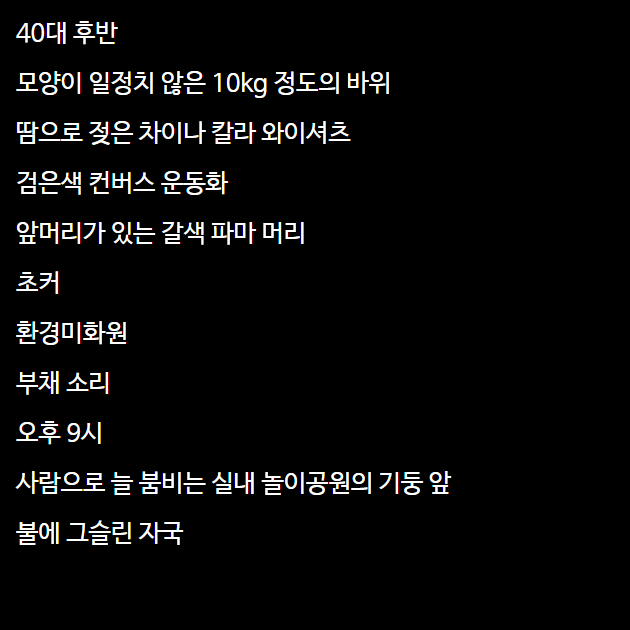 40대 후반
모양이 일정치 않은 10kg 정도의 바위
땀으로 젖은 차이나 칼라 와이셔츠
검은색 컨버스 운동화
앞머리가 있는 갈색 파마 머리
초커
환경미화원
부채 소리
오후 9시
사람으로 늘 붐비는 실내 놀이공원의 기둥 앞
불에 그슬린 자국